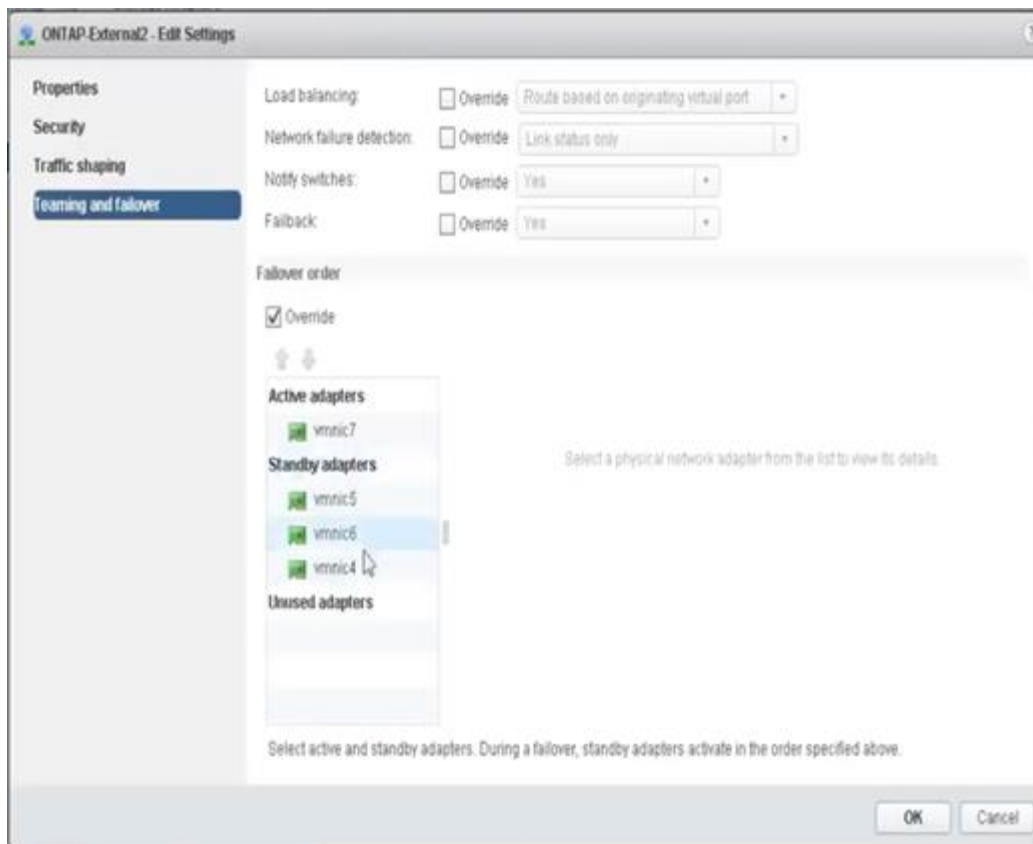 ONTAP-External2 - Edit Settings
Properties
Security
Traffic shaping
Teaming and failover
Load balancing: Override Route based on originating virtual port
Network failure detection: Override Link status only
Notify switches: Override Yes
Failback: Override Yes
Failover order
Override
Active adapters
vmnic7
Standby adapters
vmnic5
vmnic6
vmnic4
Unused adapters
Select a physical network adapter from the list to view its details.
Select active and standby adapters. During a failover, standby adapters activate in the order specified above.
OK Cancel